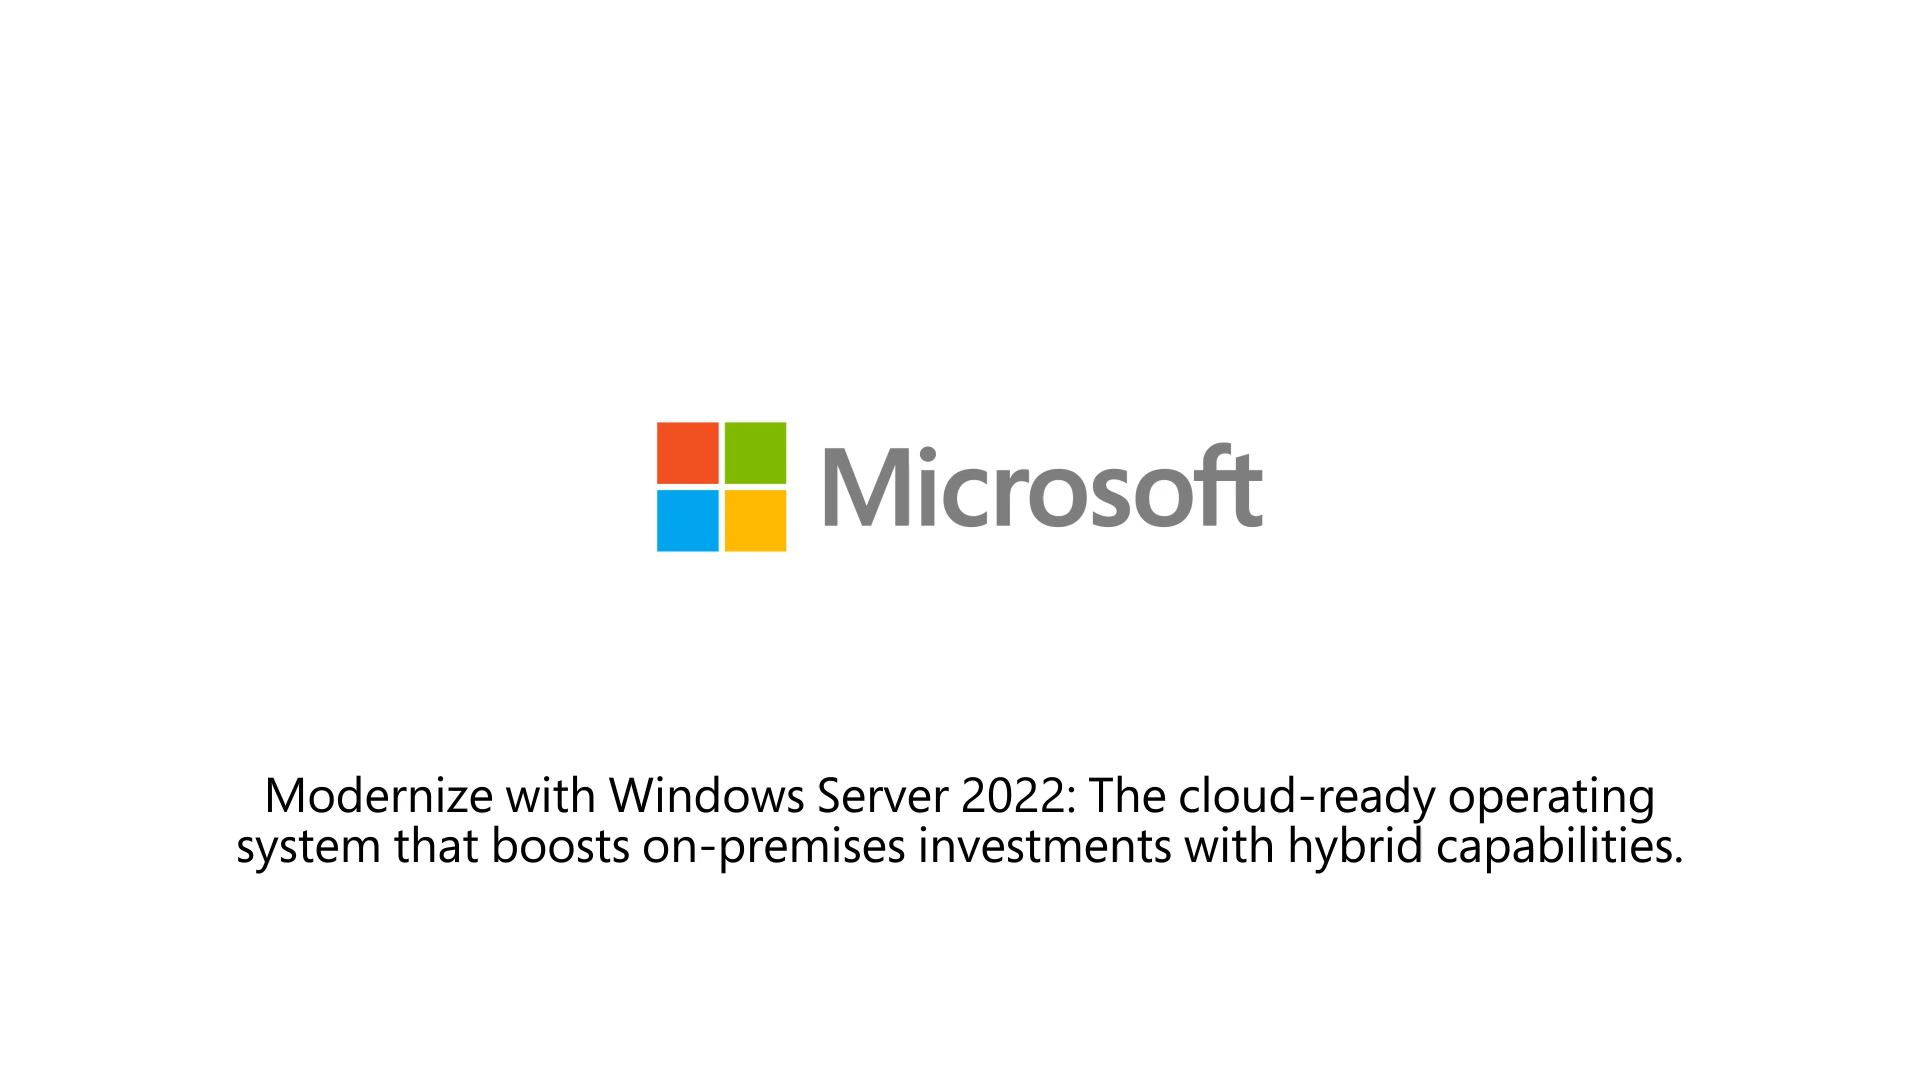 Microsoft
Modernize with Windows Server 2022: The cloud-ready operating
system that boosts on-premises investments with hybrid capabilities.